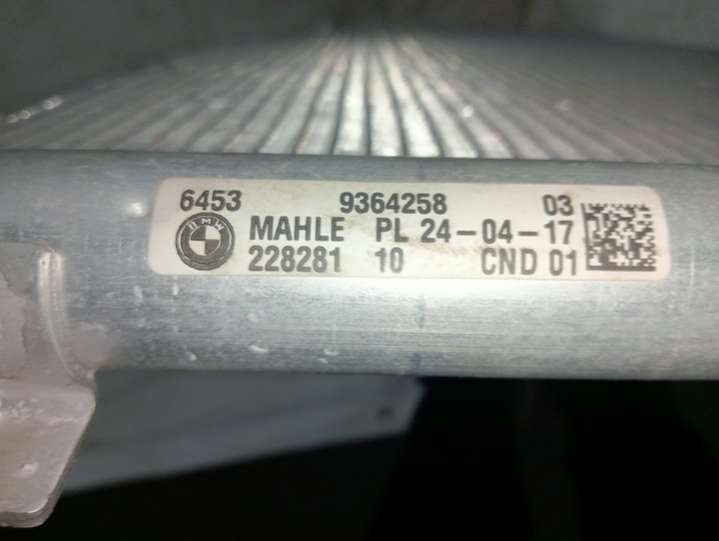 6453 9364258 03
BMW MAHLE PL 24-04-17
228281 10 CND 01